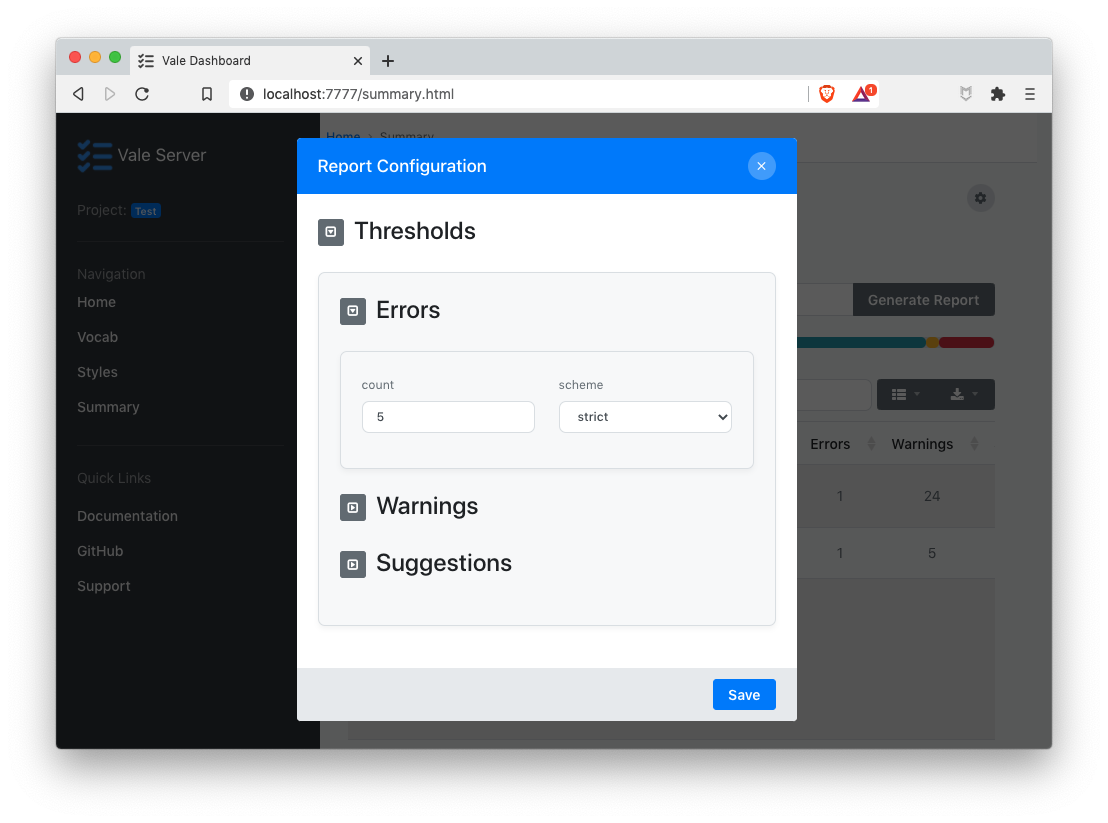 Vale Dashboard
localhost:7777/summary.html
1
Vale Server
Project: Test
Navigation
Home
Vocab
Styles
Summary
Quick Links
Documentation
GitHub
Support
Home › Summary
Report Configuration
Thresholds
Errors
count
scheme
5
strict
Warnings
Suggestions
Save
Generate Report
Errors
Warnings
1
24
1
5